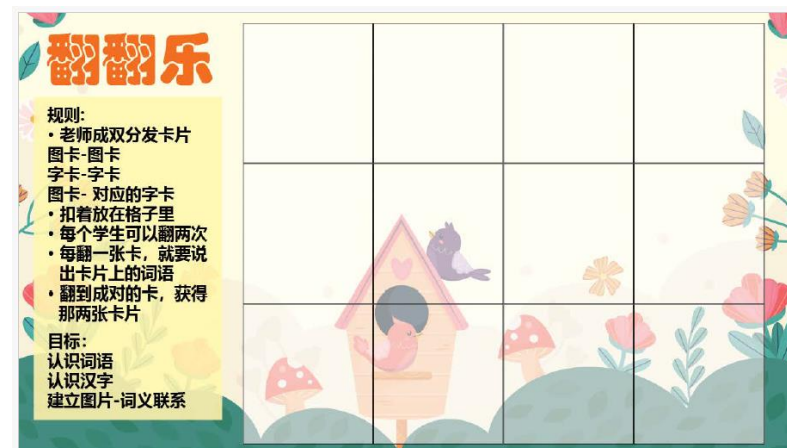 翻翻乐
规则:
• 老师成双分发卡片
图卡-图卡
字卡-字卡
图卡- 对应的字卡
• 扣着放在格子里
• 每个学生可以翻两次
• 每翻一张卡，就要说
出卡片上的词语
• 翻到成对的卡，获得
那两张卡片
目标:
认识词语
认识汉字
建立图片-词义联系